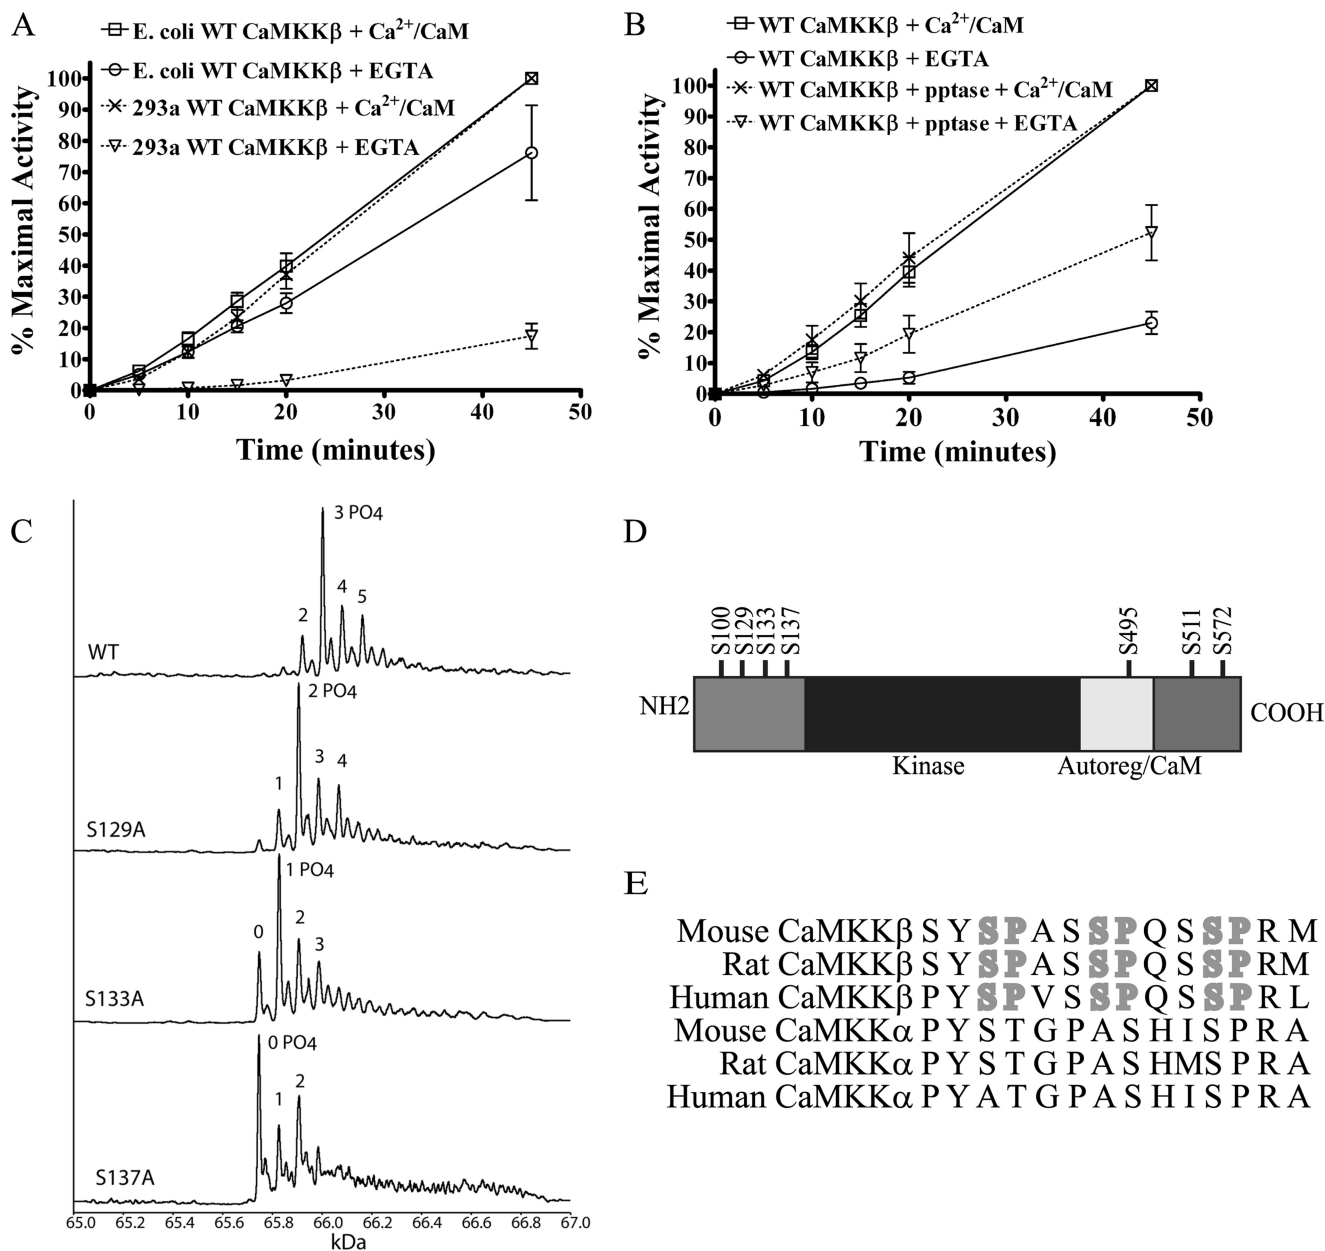 A
E. coli WT CaMKKβ + Ca2+/CaM
E. coli WT CaMKKβ + EGTA
293a WT CaMKKβ + Ca2+/CaM
293a WT CaMKKβ + EGTA
% Maximal Activity
100
90
80
70
60
50
40
30
20
10
0
0 10 20 30 40 50
Time (minutes)
B
WT CaMKKβ + Ca2+/CaM
WT CaMKKβ + EGTA
WT CaMKKβ + pptase + Ca2+/CaM
WT CaMKKβ + pptase + EGTA
% Maximal Activity
100
90
80
70
60
50
40
30
20
10
0
0 10 20 30 40 50
Time (minutes)
C
WT
2
3 PO4
4
5
S129A
1
2 PO4
3
4
S133A
0
1 PO4
2
3
S137A
0 PO4
1
2
65.0 65.2 65.4 65.6 65.8 66.0 66.2 66.4 66.6 66.8 67.0
kDa
D
S100
S129
S133
S137
S495
S511
S572
NH2
COOH
Kinase
Autoreg/CaM
E
Mouse CaMKKβ S Y S P A S S P Q S S P R M
Rat CaMKKβ S Y S P A S S P Q S S P R M
Human CaMKKβ P Y S P V S S P Q S S P R L
Mouse CaMKKα P Y S T G P A S H I S P R A
Rat CaMKKα P Y S T G P A S H M S P R A
Human CaMKKα P Y A T G P A S H I S P R A